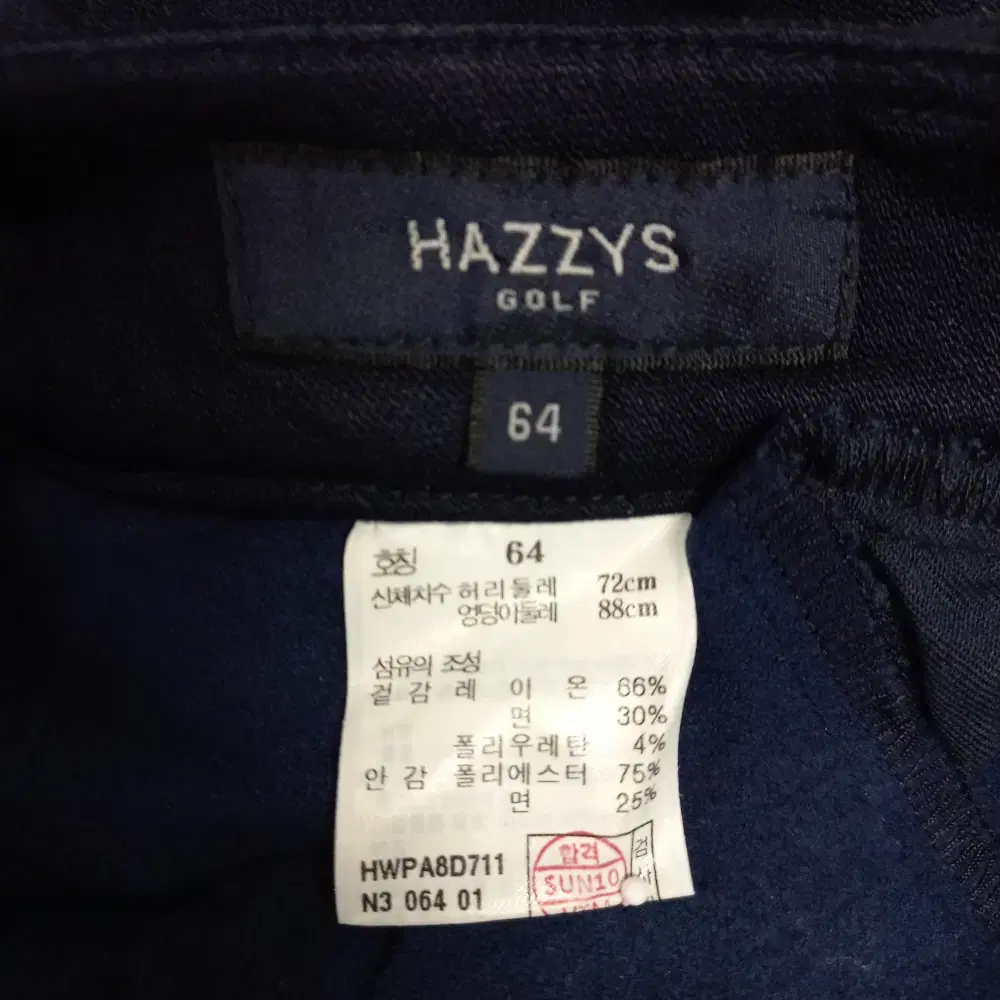 HAZZYS
GOLF
64
호칭 64
신체치수 허리둘레 72cm
엉덩이둘레 88cm
섬유의 조성
겉감 레이온 66%
면 30%
폴리우레탄 4%
안감 폴리에스터 75%
면 25%
HWPA8D711
N3 064 01
합격
SUN10
검사